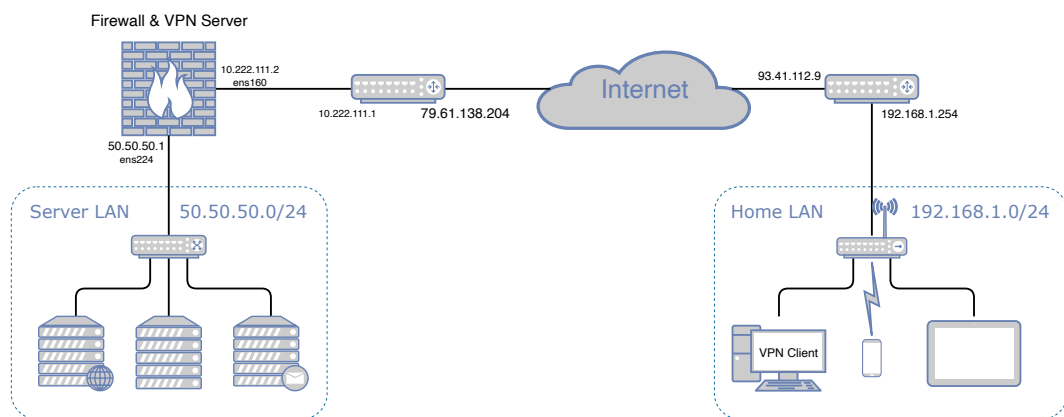 Firewall & VPN Server
10.222.111.2
ens160
10.222.111.1
79.61.138.204
Internet
93.41.112.9
192.168.1.254
50.50.50.1
ens224
Server LAN 50.50.50.0/24
Home LAN 192.168.1.0/24
VPN Client